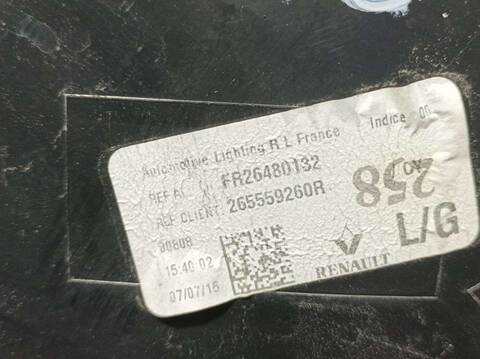 Automotive Lighting R.L France Indice 00
REF AL FR26480132
REF CLIENT 265559260R
258
L/G
15:40:02
07/07/15
RENAULT